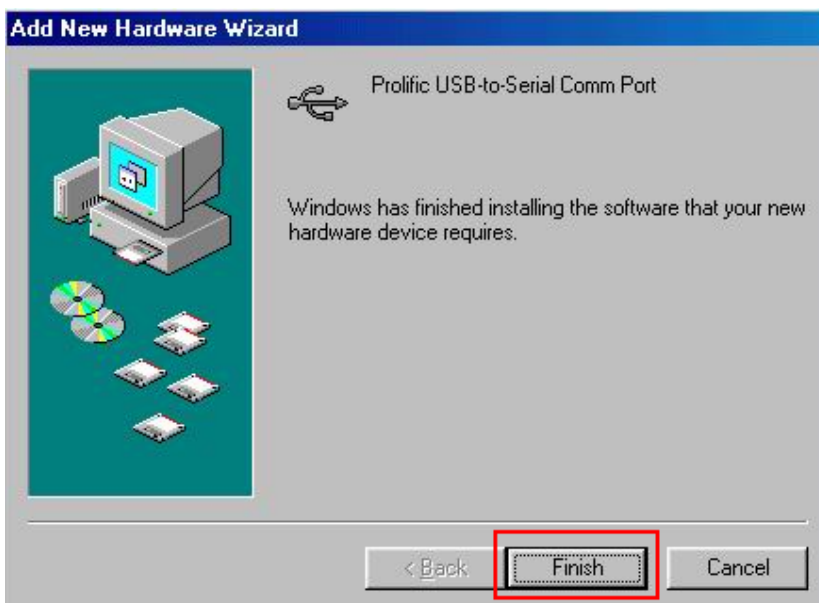 Add New Hardware Wizard
Prolific USB-to-Serial Comm Port
Windows has finished installing the software that your new
hardware device requires.
< Back
Finish
Cancel